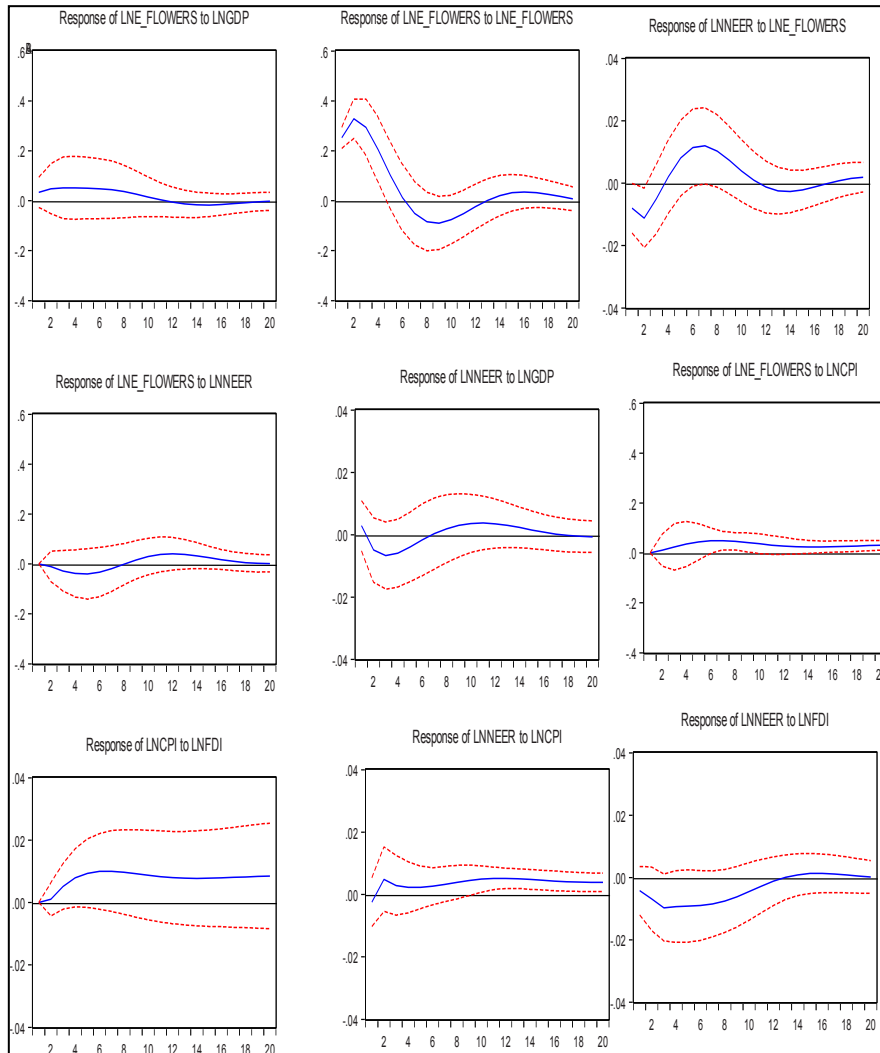 Response of LNE_FLOWERS to LNGDP
.6
.4
.2
.0
-.2
-.4
2 4 6 8 10 12 14 16 18 20
Response of LNE_FLOWERS to LNE_FLOWERS
.6
.4
.2
.0
-.2
-.4
2 4 6 8 10 12 14 16 18 20
Response of LNNEER to LNE_FLOWERS
.04
.02
.00
-.02
-.04
2 4 6 8 10 12 14 16 18 20
Response of LNE_FLOWERS to LNNEER
.6
.4
.2
.0
-.2
-.4
2 4 6 8 10 12 14 16 18 20
Response of LNNEER to LNGDP
.04
.02
.00
-.02
-.04
2 4 6 8 10 12 14 16 18 20
Response of LNE_FLOWERS to LNCPI
.6
.4
.2
.0
-.2
-.4
2 4 6 8 10 12 14 16 18 20
Response of LNCPI to LNFDI
.04
.02
.00
-.02
-.04
2 4 6 8 10 12 14 16 18 20
Response of LNNEER to LNCPI
.04
.02
.00
-.02
-.04
2 4 6 8 10 12 14 16 18 20
Response of LNNEER to LNFDI
.04
.02
.00
-.02
-.04
2 4 6 8 10 12 14 16 18 20